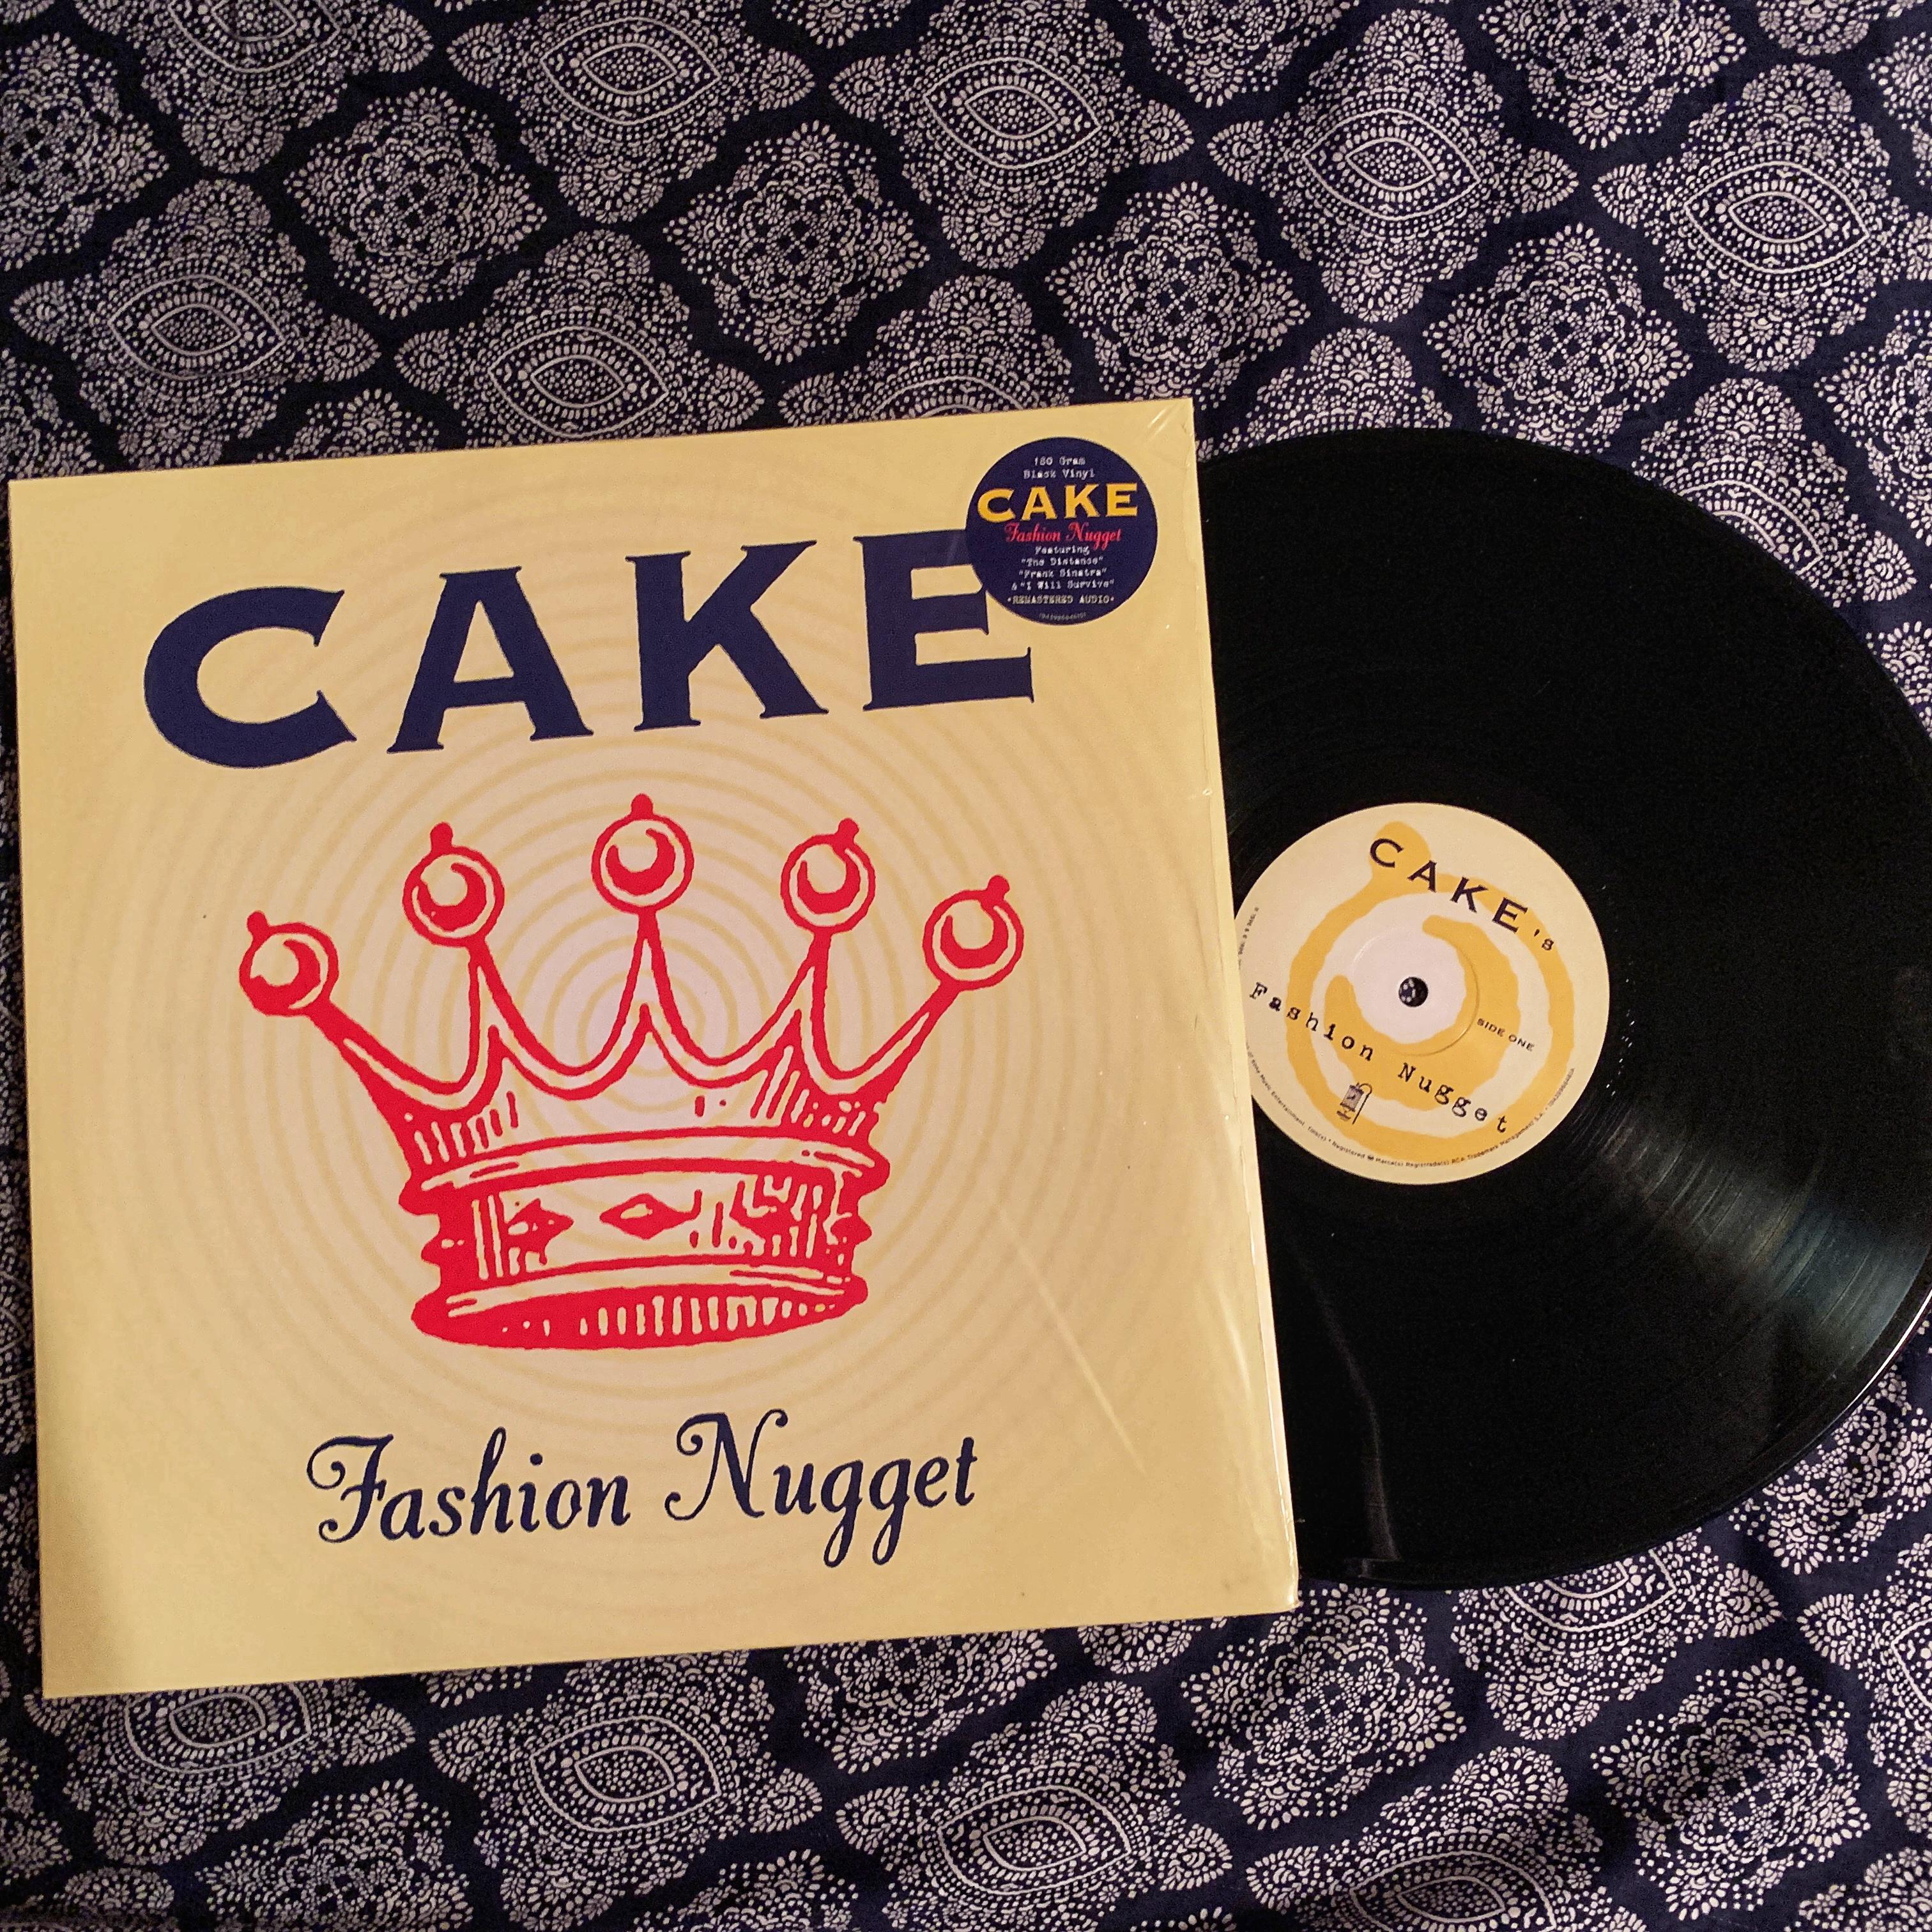 CAKE
180 Gram
Black Vinyl
CAKE
Fashion Nugget
Featuring
"The Distance"
"Frank Sinatra"
& "I Will Survive"
•REMASTERED AUDIO•
Fashion Nugget
CAKE's
Fashion Nugget
SIDE ONE